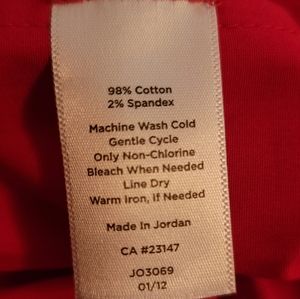 98% Cotton
2% Spandex
Machine Wash Cold
Gentle Cycle
Only Non-Chlorine
Bleach When Needed
Line Dry
Warm Iron, If Needed
Made In Jordan
CA #23147
JO3069
01/12